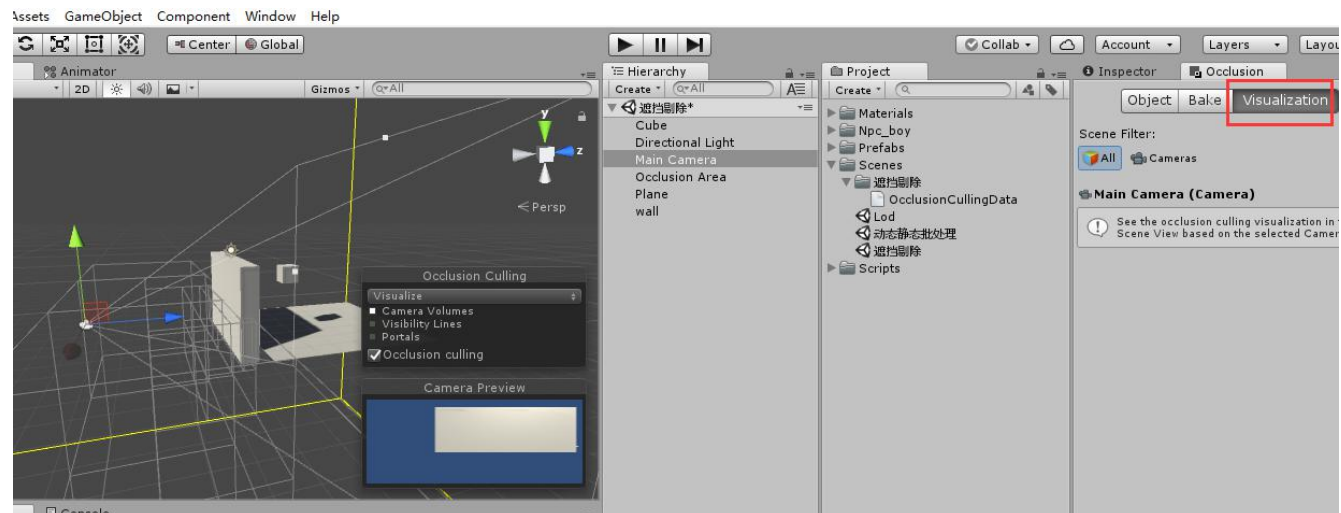 Assets GameObject Component Window Help
Center Global Collab Account Layers Layou
Animator
2D Gizmos All
y
z
Persp
Occlusion Culling
Visualize
Camera Volumes
Visibility Lines
Portals
Occlusion culling
Camera Preview
Console
Hierarchy
Create All
遮挡剔除*
Cube
Directional Light
Main Camera
Occlusion Area
Plane
wall
Project
Create
Materials
Npc_boy
Prefabs
Scenes
遮挡剔除
OcclusionCullingData
Lod
动态静态批处理
遮挡剔除
Scripts
Inspector Occlusion
Object Bake Visualization
Scene Filter:
All Cameras
Main Camera (Camera)
See the occlusion culling visualization in
Scene View based on the selected Camer